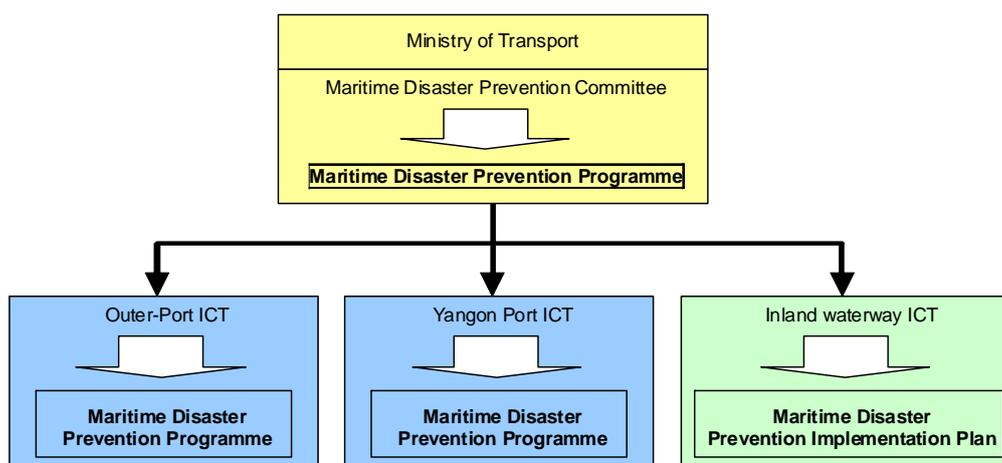 Ministry of Transport
Maritime Disaster Prevention Committee
Maritime Disaster Prevention Programme
Outer-Port ICT
Maritime Disaster
Prevention Programme
Yangon Port ICT
Maritime Disaster
Prevention Programme
Inland waterway ICT
Maritime Disaster
Prevention Implementation Plan